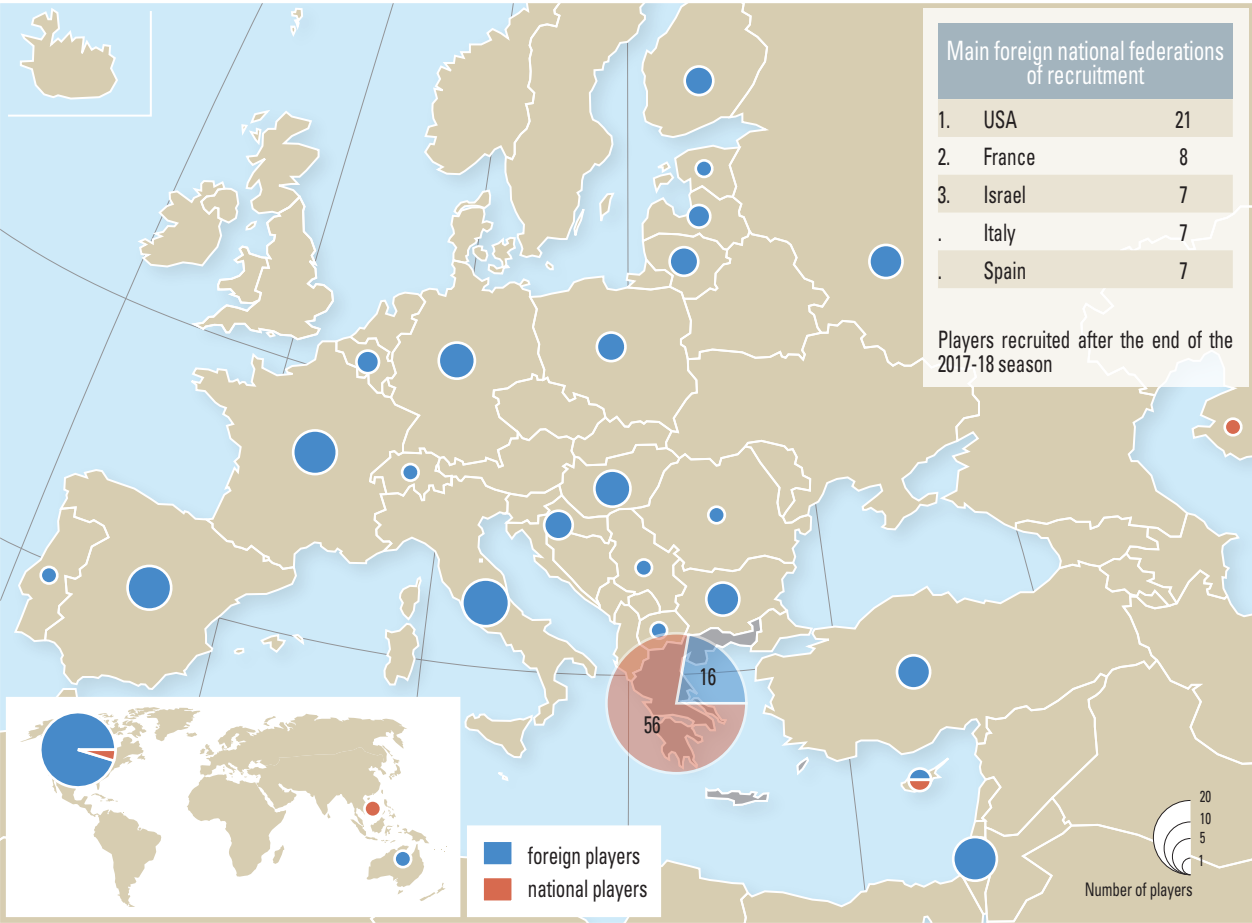 Main foreign national federations
of recruitment
1. USA 21
2. France 8
3. Israel 7
. Italy 7
. Spain 7
Players recruited after the end of the
2017-18 season
16
56
foreign players
national players
20
10
5
1
Number of players